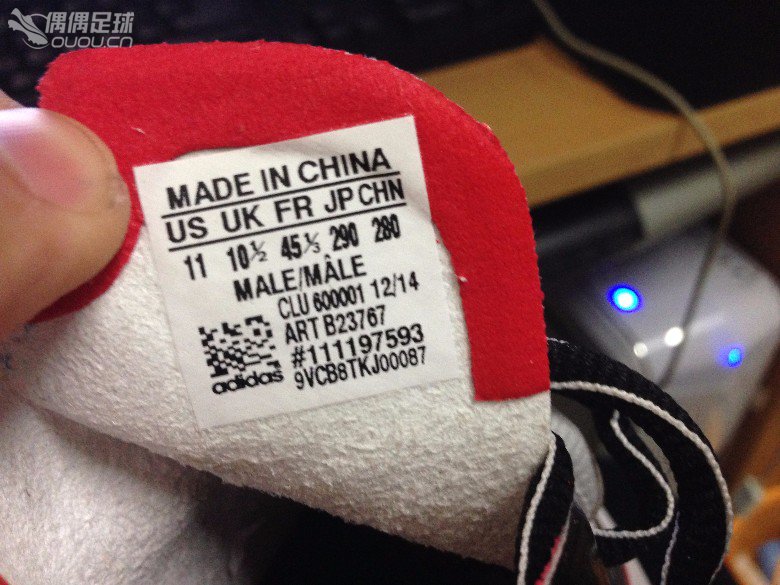 偶偶足球
OUOU.CN
MADE IN CHINA
US UK FR JP CHN
11 10½ 45⅓ 290 280
MALE/MÂLE
CLU 600001 12/14
ART B23767
#111197593
9VCB8TKJ00087
adidas